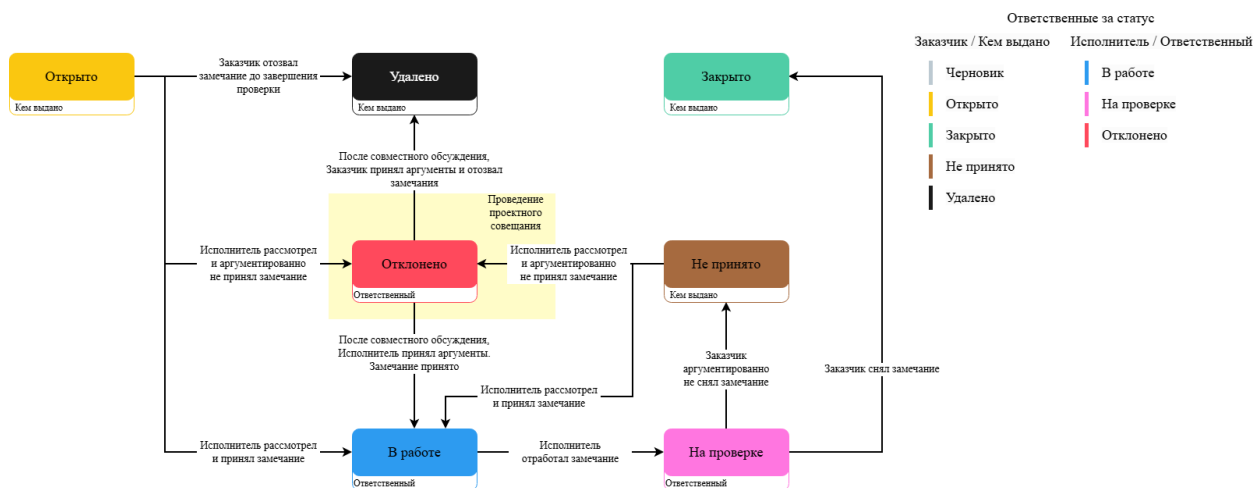 Ответственные за статус
Заказчик / Кем выдано
Исполнитель / Ответственный
Черновик
Открыто
Закрыто
Не принято
Удалено
В работе
На проверке
Отклонено
Открыто
Кем выдано
Заказчик отозвал
замечание до завершения
проверки
Удалено
Кем выдано
Закрыто
Кем выдано
После совместного обсуждения,
Заказчик принял аргументы и отозвал
замечания
Проведение
проектного
совещания
Исполнитель рассмотрел
и аргументированно
не принял замечание
Отклонено
Ответственный
Исполнитель рассмотрел
и аргументированно
не принял замечание
Не принято
Кем выдано
После совместного обсуждения,
Исполнитель принял аргументы.
Замечание принято
Заказчик
аргументированно
не снял замечание
Заказчик снял замечание
Исполнитель рассмотрел
и принял замечание
Исполнитель рассмотрел
и принял замечание
В работе
Ответственный
Исполнитель
отработал замечание
На проверке
Ответственный